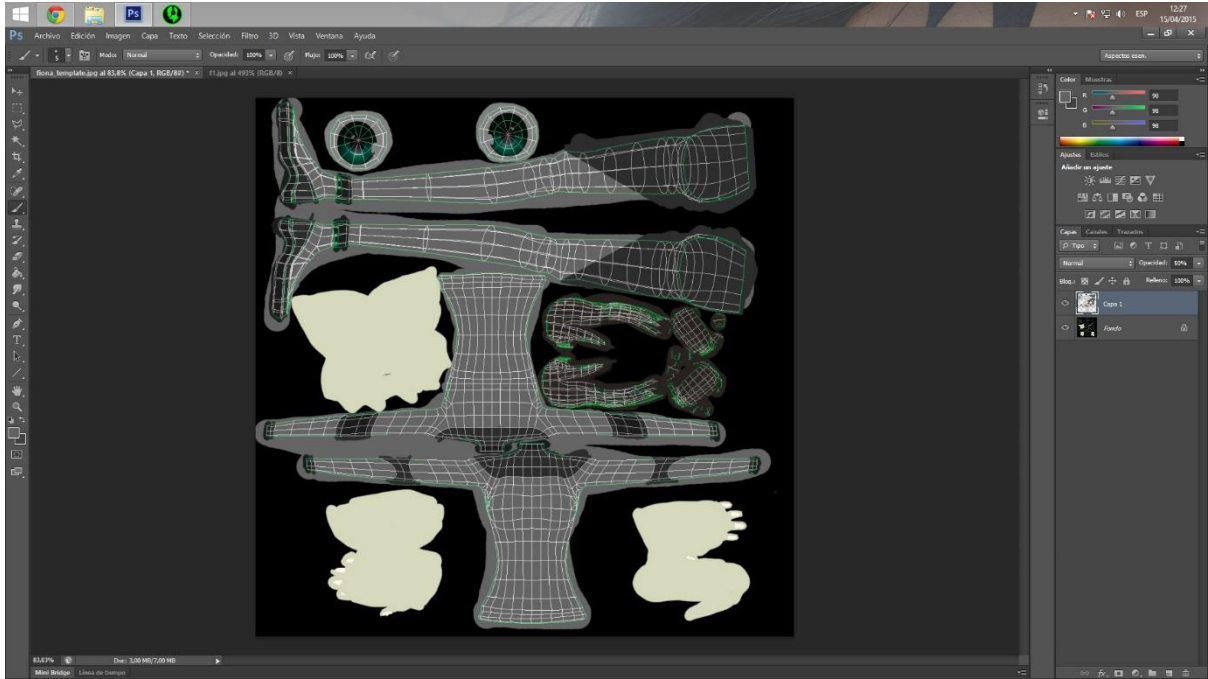 Ps
ESP
12:27
15/04/2015
Ps Archivo Edición Imagen Capa Texto Selección Filtro 3D Vista Ventana Ayuda
5 Modo: Normal Opacidad: 100% Flujo: 100% Aspectos esen.
fiona_template.jpg al 83,8% (Capa 1, RGB/8#) * × f1.jpg al 493% (RGB/8) ×
Color Muestras
R 98
G 98
B 98
Ajustes Estilos
Añadir un ajuste
Capas Canales Trazados
Tipo
Normal Opacidad: 50%
Bloq.: Relleno: 100%
Capa 1
Fondo
Doc: 3,00 MB/7,00 MB
Mini Bridge Línea de tiempo